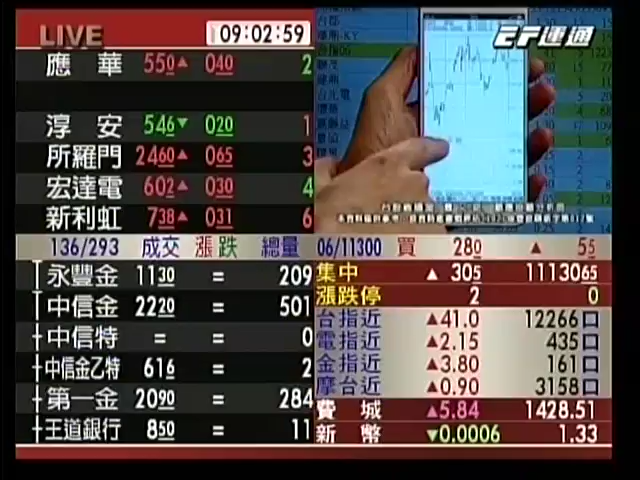 LIVE
09:02:59
EF 建通
應華 550▲ 040 2
淳安 546▼ 020 1
所羅門 2460▲ 065 3
宏達電 602▲ 030 4
新利虹 738▲ 031 6
136/293 成交 漲跌 總量
永豐金 1130 = 209
中信金 2220 = 501
中信特 = = 0
中信金乙特 616 = 2
第一金 2090 = 284
王道銀行 850 = 11
06/11300 買 280 ▲ 55
集中 ▲ 305 1113065
漲跌停 2 0
台指近 ▲41.0 12266口
電指近 ▲2.15 435口
金指近 ▲3.80 161口
摩台近 ▲0.90 3158口
費城 ▲5.84 1428.51
新幣 ▼0.0006 1.33